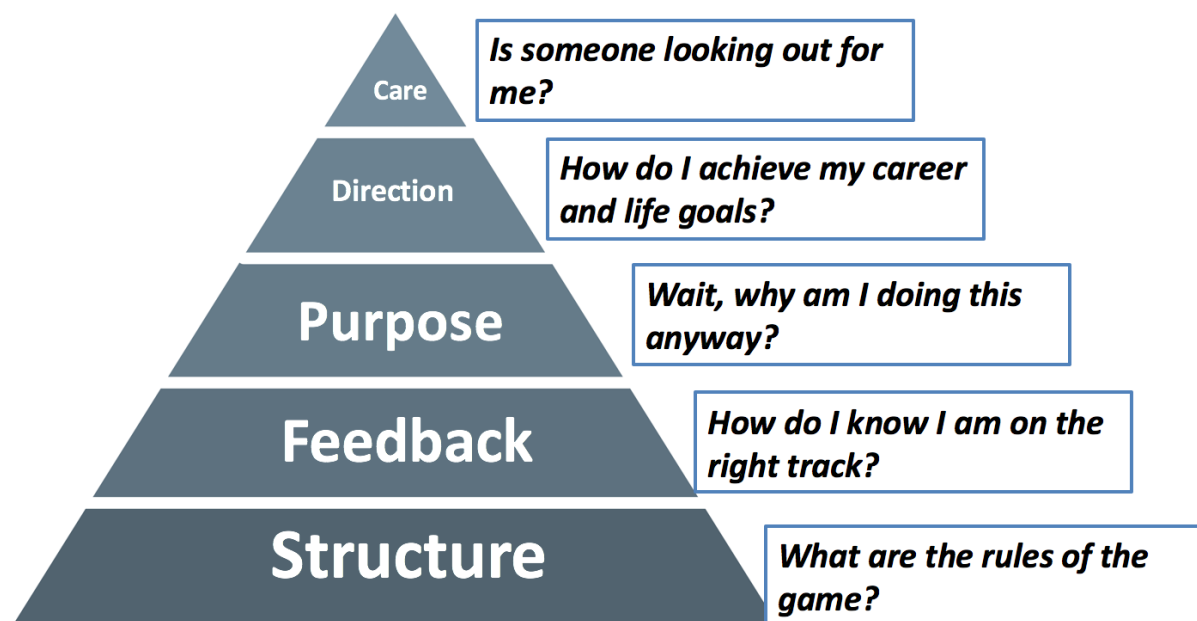 Care
Is someone looking out for
me?
Direction
How do I achieve my career
and life goals?
Purpose
Wait, why am I doing this
anyway?
Feedback
How do I know I am on the
right track?
Structure
What are the rules of the
game?